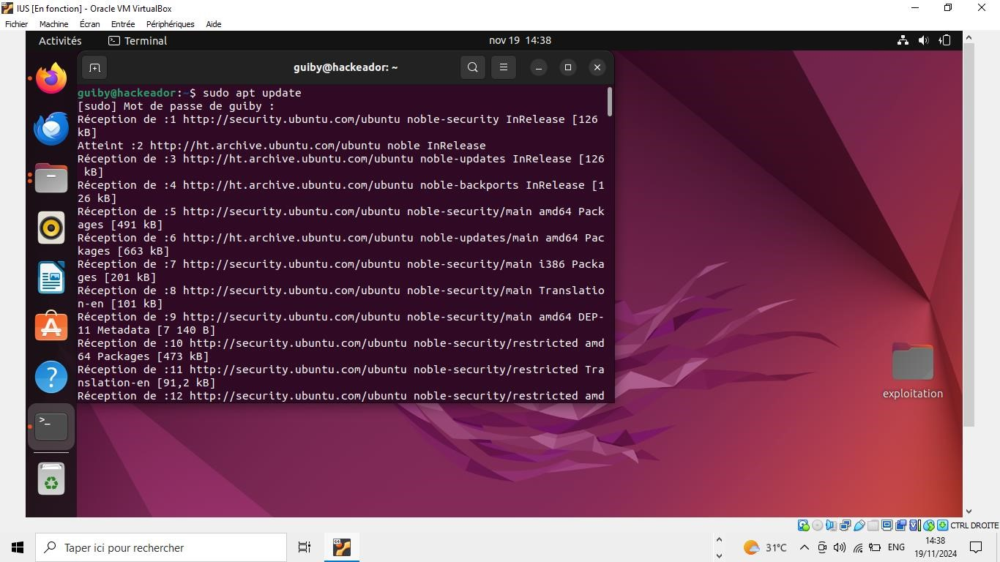 IUS [En fonction] - Oracle VM VirtualBox
Fichier Machine Écran Entrée Périphériques Aide
Activités Terminal nov 19 14:38
guiby@hackeador: ~
guiby@hackeador:~$ sudo apt update
[sudo] Mot de passe de guiby :
Réception de :1 http://security.ubuntu.com/ubuntu noble-security InRelease [126
kB]
Atteint :2 http://ht.archive.ubuntu.com/ubuntu noble InRelease
Réception de :3 http://ht.archive.ubuntu.com/ubuntu noble-updates InRelease [126
kB]
Réception de :4 http://ht.archive.ubuntu.com/ubuntu noble-backports InRelease [1
26 kB]
Réception de :5 http://security.ubuntu.com/ubuntu noble-security/main amd64 Pack
ages [491 kB]
Réception de :6 http://ht.archive.ubuntu.com/ubuntu noble-updates/main amd64 Pac
kages [663 kB]
Réception de :7 http://security.ubuntu.com/ubuntu noble-security/main i386 Packa
ges [201 kB]
Réception de :8 http://security.ubuntu.com/ubuntu noble-security/main Translatio
n-en [101 kB]
Réception de :9 http://security.ubuntu.com/ubuntu noble-security/main amd64 DEP-
11 Metadata [7 140 B]
Réception de :10 http://security.ubuntu.com/ubuntu noble-security/restricted amd
64 Packages [473 kB]
Réception de :11 http://security.ubuntu.com/ubuntu noble-security/restricted Tra
nslation-en [91,2 kB]
Réception de :12 http://security.ubuntu.com/ubuntu noble-security/restricted amd
exploitation
CTRL DROITE
Taper ici pour rechercher
31°C
ENG
14:38
19/11/2024